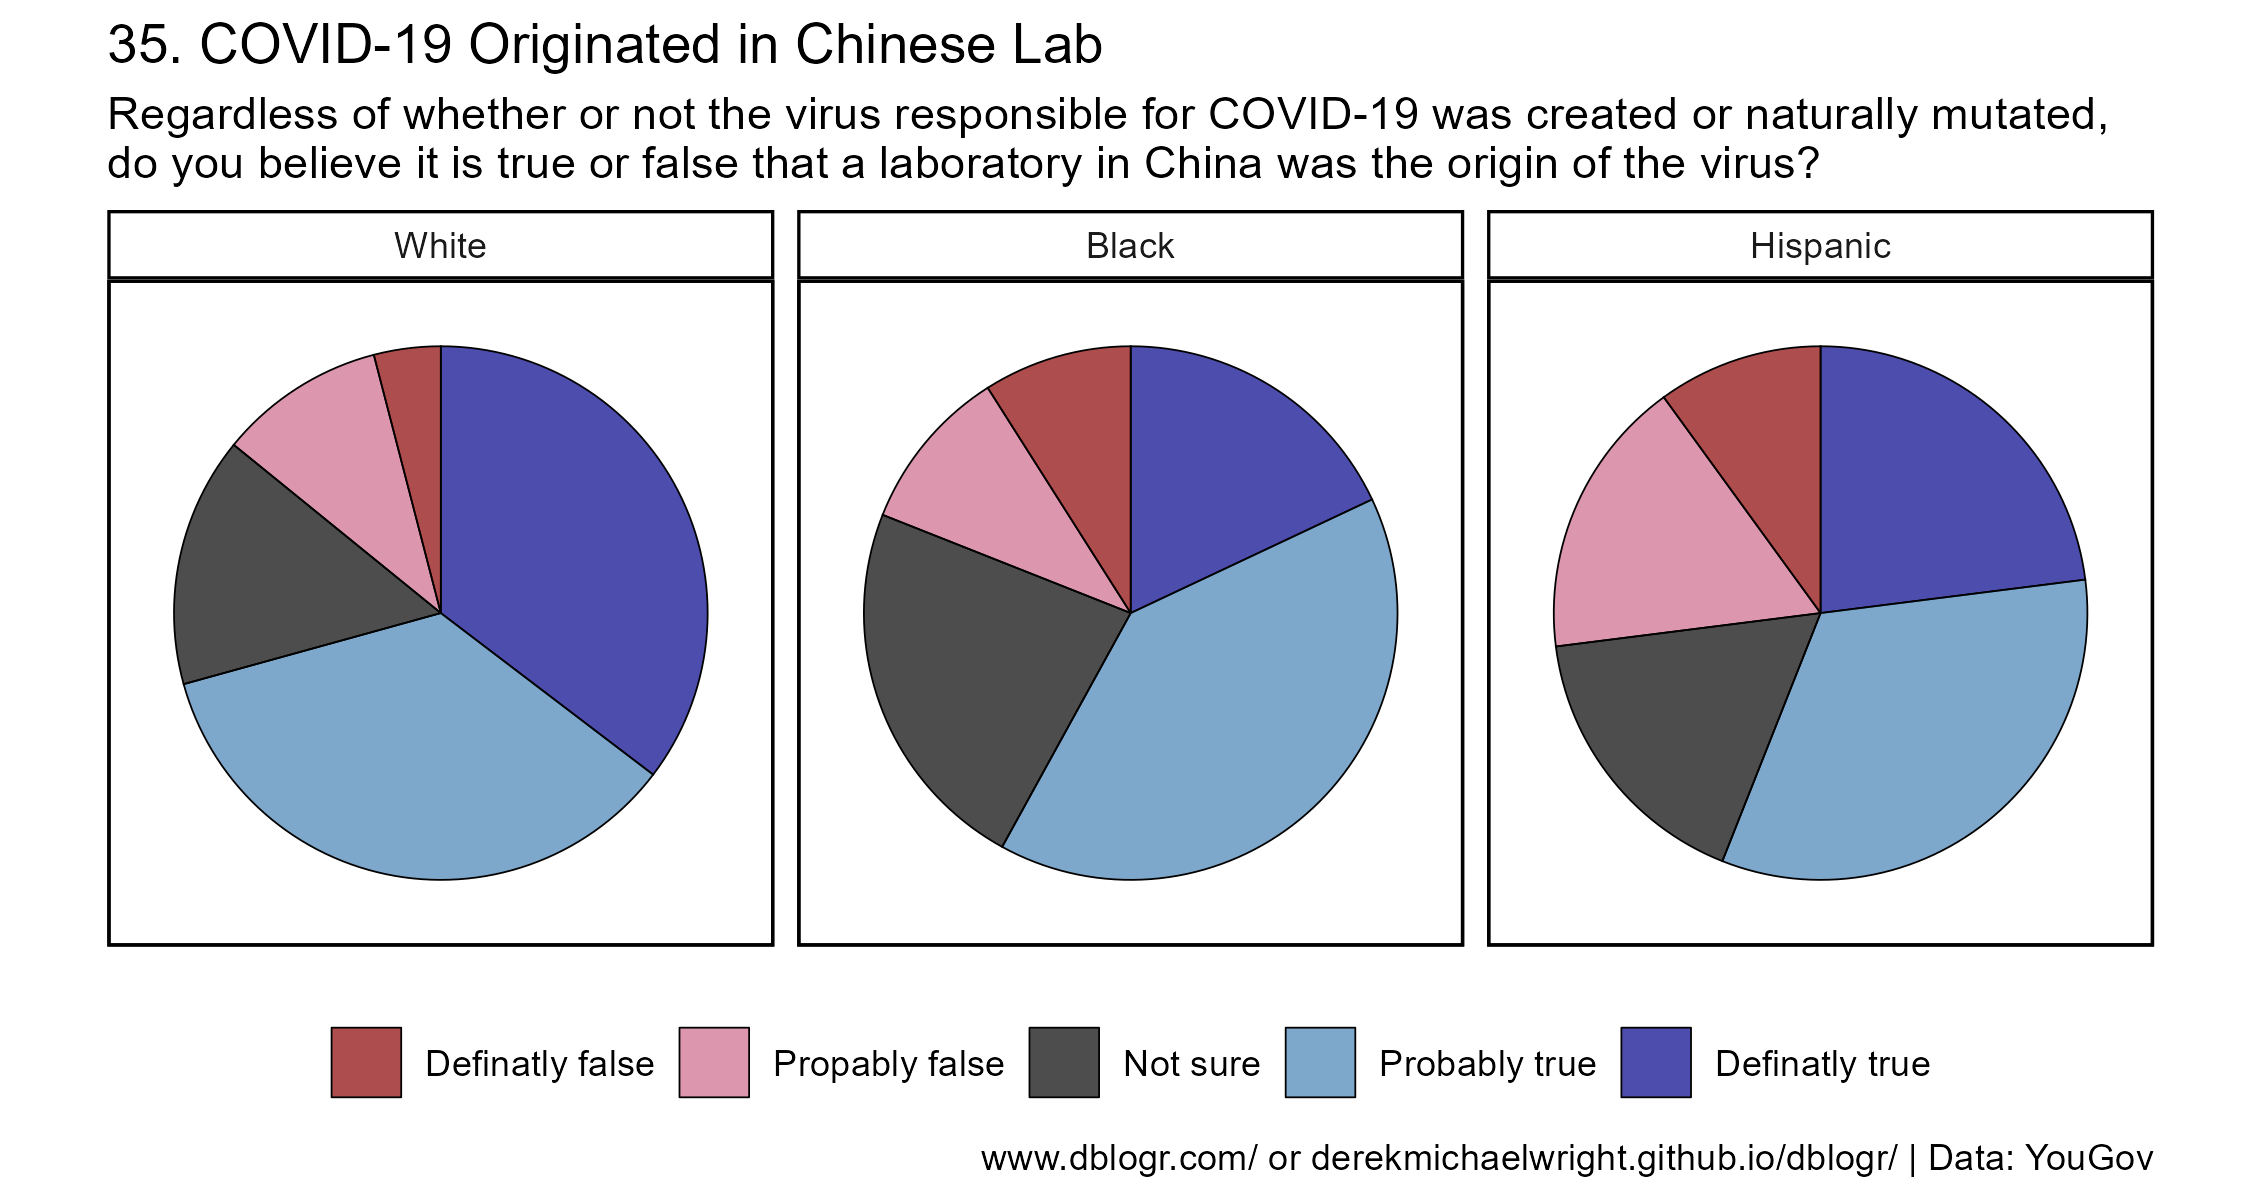 35. COVID-19 Originated in Chinese Lab
Regardless of whether or not the virus responsible for COVID-19 was created or naturally mutated,
do you believe it is true or false that a laboratory in China was the origin of the virus?
White
Black
Hispanic
Definatly false
Propably false
Not sure
Probably true
Definatly true
www.dblogr.com/ or derekmichaelwright.github.io/dblogr/ | Data: YouGov